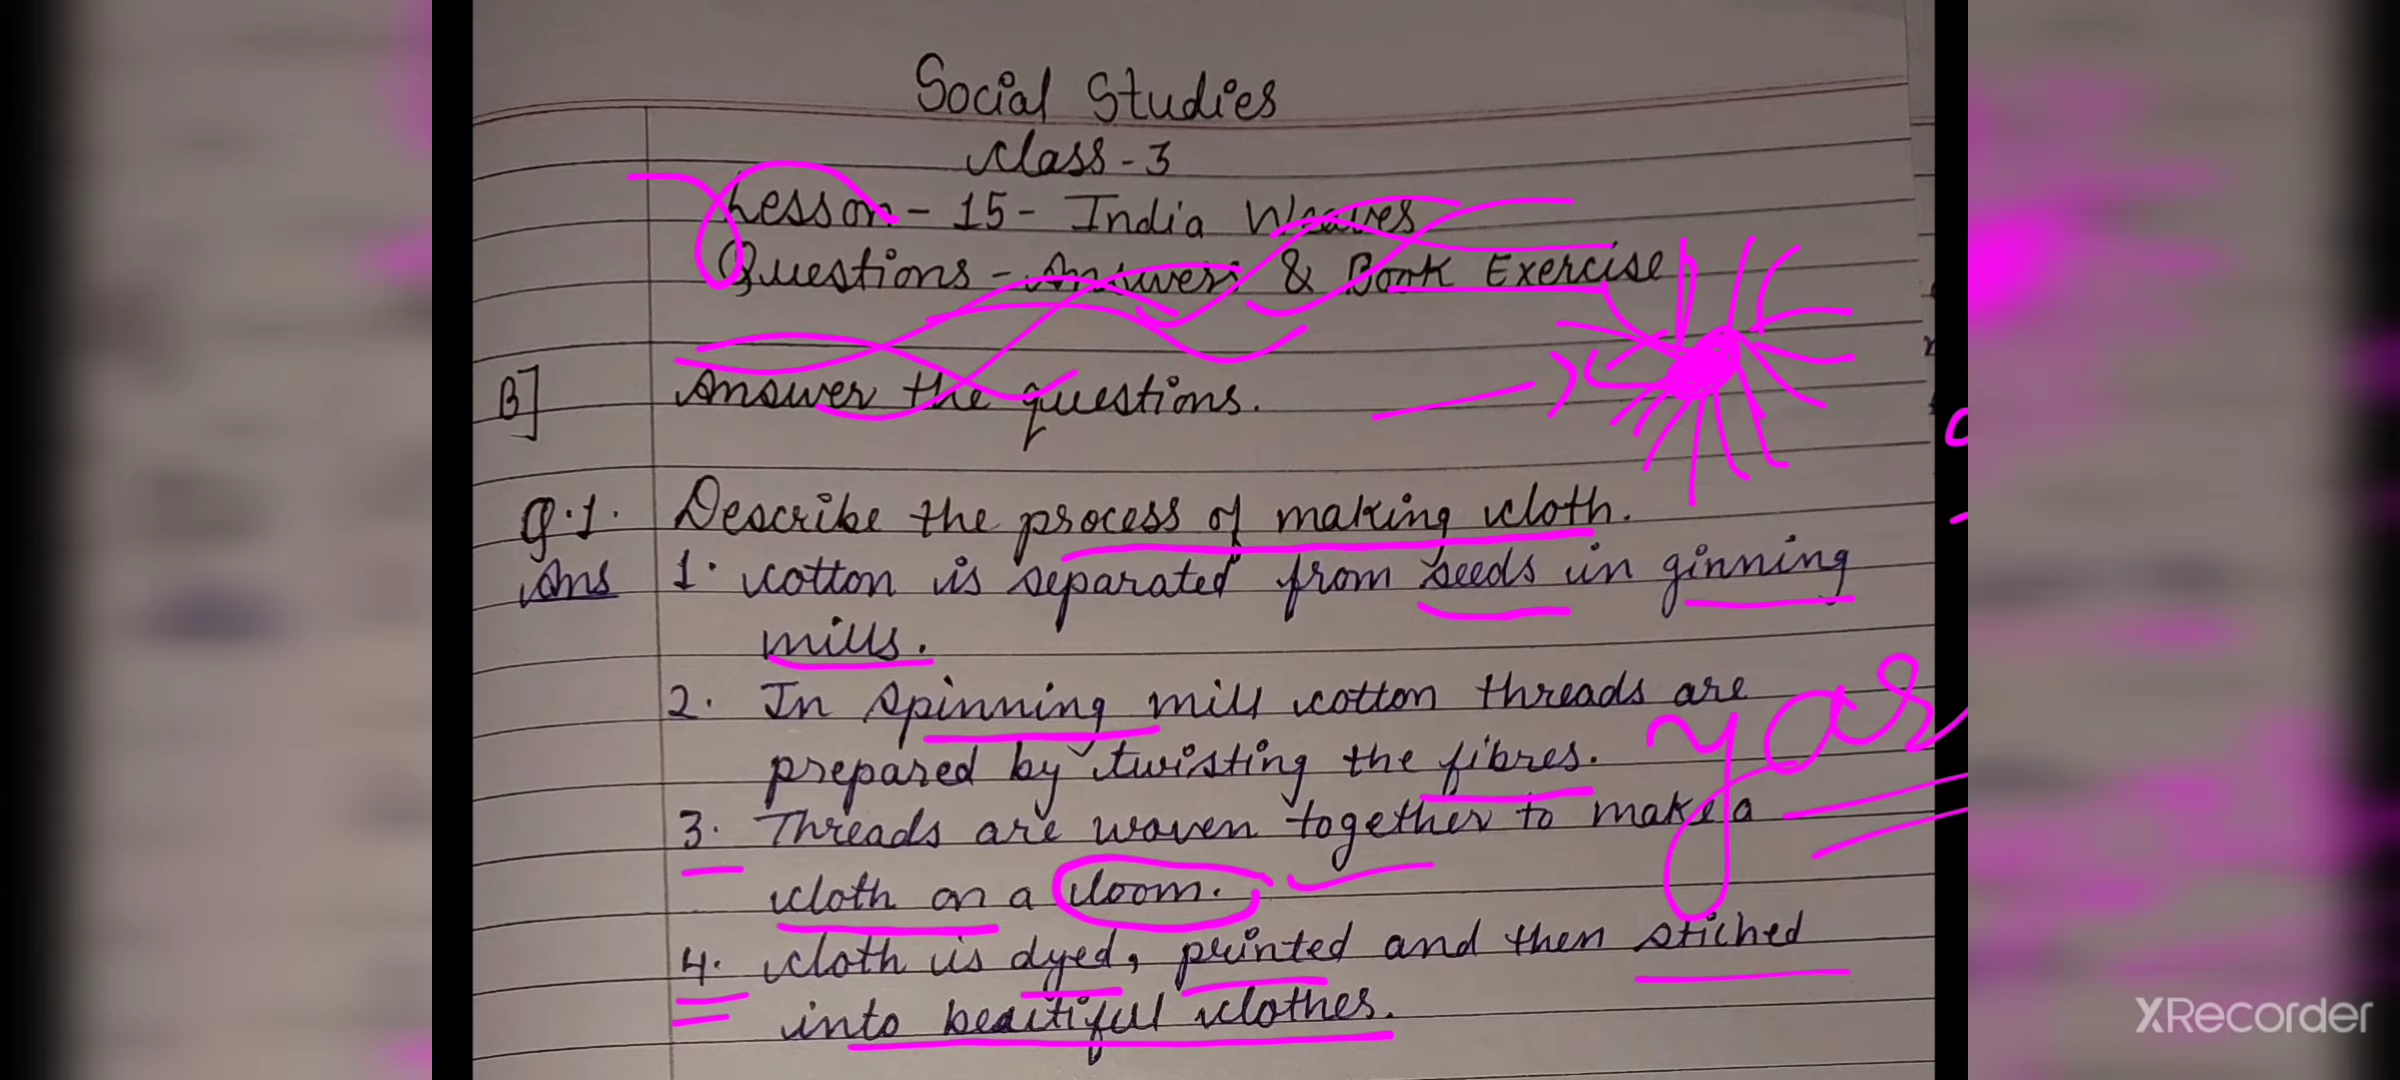 Social Studies
Class - 3
Lesson - 15 - India Weaves
Questions - Answers & Book Exercise
B] Answer the questions.
Q.1. Describe the process of making cloth.
Ans 1. cotton is separated from seeds in ginning
mills.
2. In spinning mill cotton threads are
prepared by twisting the fibres.
yas
3. Threads are woven together to make a
cloth on a loom.
4. cloth is dyed, printed and then stiched
into beautiful clothes.
XRecorder